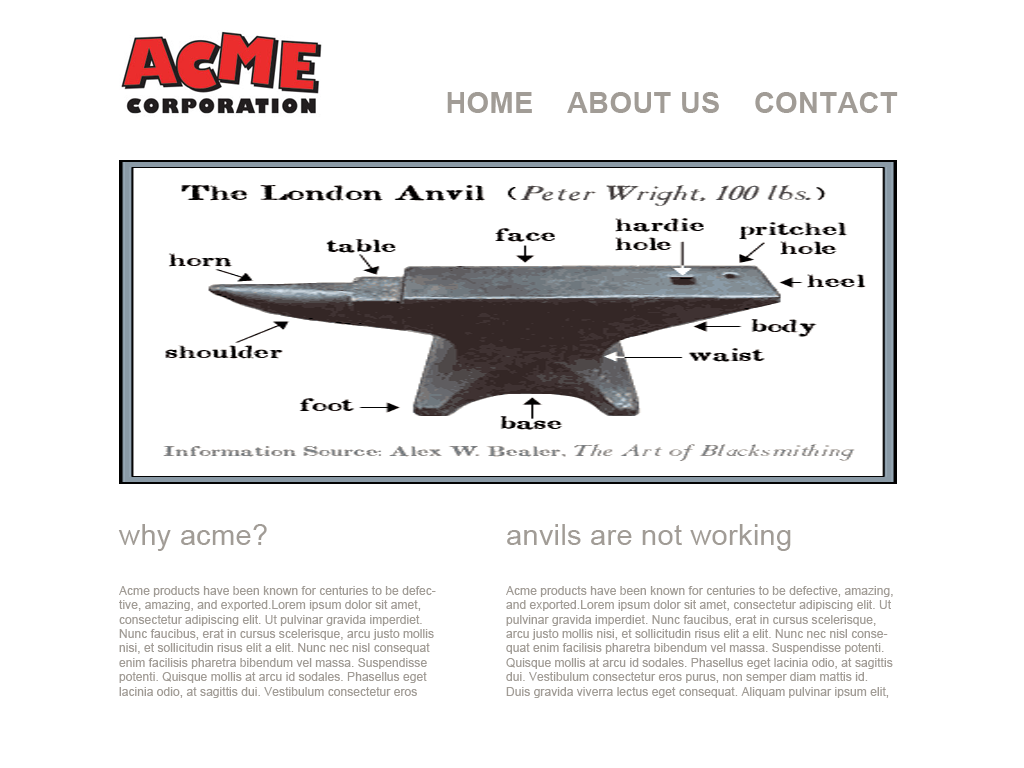 ACME
CORPORATION
HOME ABOUT US CONTACT
The London Anvil (Peter Wright, 100 lbs.)
hardie
hole
pritchel
hole
face
table
horn
heel
body
shoulder
waist
foot
base
Information Source: Alex W. Bealer, The Art of Blacksmithing
why acme?
Acme products have been known for centuries to be defec-
tive, amazing, and exported.Lorem ipsum dolor sit amet,
consectetur adipiscing elit. Ut pulvinar gravida imperdiet.
Nunc faucibus, erat in cursus scelerisque, arcu justo mollis
nisi, et sollicitudin risus elit a elit. Nunc nec nisl consequat
enim facilisis pharetra bibendum vel massa. Suspendisse
potenti. Quisque mollis at arcu id sodales. Phasellus eget
lacinia odio, at sagittis dui. Vestibulum consectetur eros
anvils are not working
Acme products have been known for centuries to be defective, amazing,
and exported.Lorem ipsum dolor sit amet, consectetur adipiscing elit. Ut
pulvinar gravida imperdiet. Nunc faucibus, erat in cursus scelerisque,
arcu justo mollis nisi, et sollicitudin risus elit a elit. Nunc nec nisl conse-
quat enim facilisis pharetra bibendum vel massa. Suspendisse potenti.
Quisque mollis at arcu id sodales. Phasellus eget lacinia odio, at sagittis
dui. Vestibulum consectetur eros purus, non semper diam mattis id.
Duis gravida viverra lectus eget consequat. Aliquam pulvinar ipsum elit,